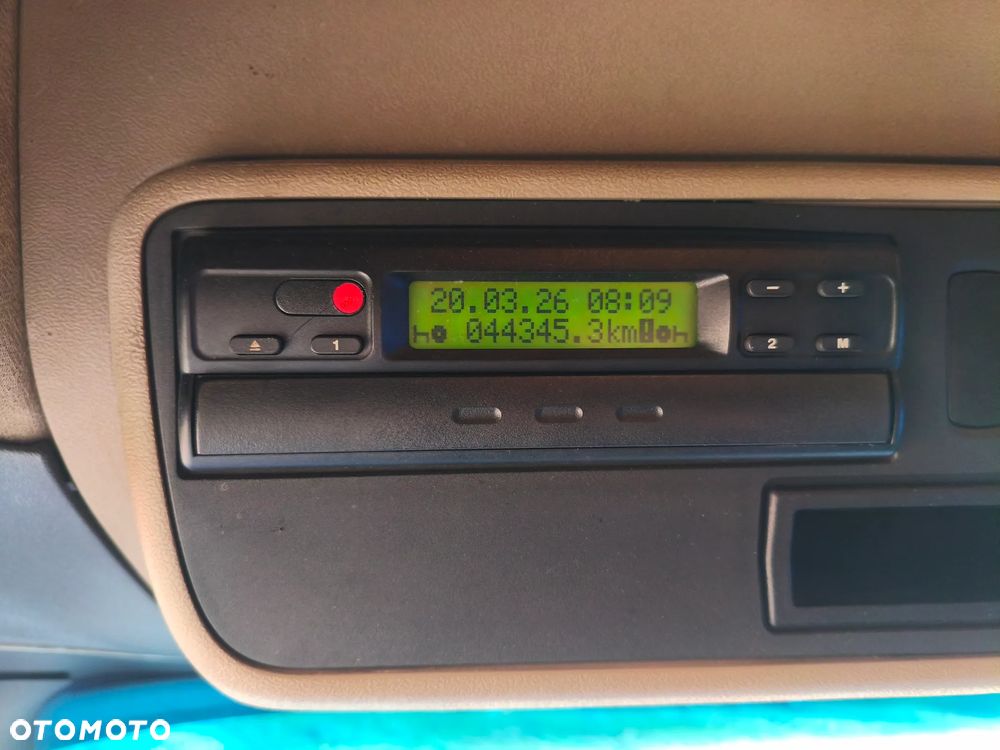 20.03.26 08:09
044345.3km
- +
1 2 M
OTOMOTO